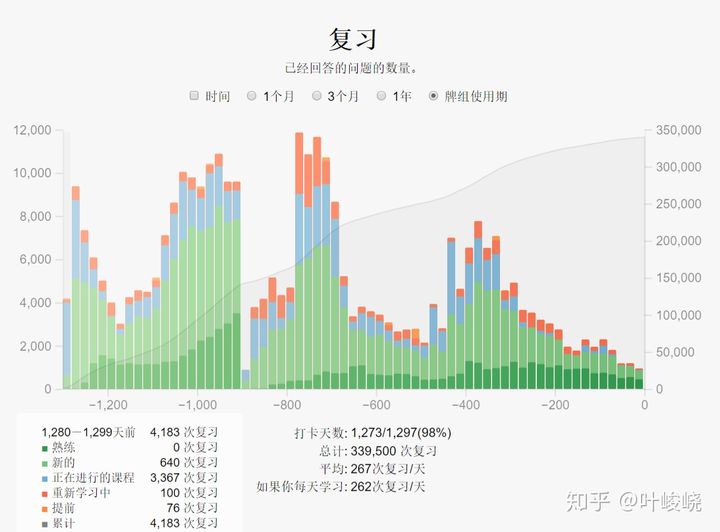 复习
已经回答的问题的数量。
时间 1个月 3个月 1年 牌组使用期
12,000 350,000
10,000 300,000
8,000 250,000
6,000 200,000
4,000 150,000
2,000 100,000
0 50,000
0
−1,200 −1,000 −800 −600 −400 −200 0
1,280－1,299天前 4,183 次复习
熟练 0 次复习
新的 640 次复习
正在进行的课程 3,367 次复习
重新学习中 100 次复习
提前 76 次复习
累计 4,183 次复习
打卡天数: 1,273/1,297(98%)
总计: 339,500 次复习
平均: 267次复习/天
如果你每天学习: 262次复习/天
知乎 @叶峻峣